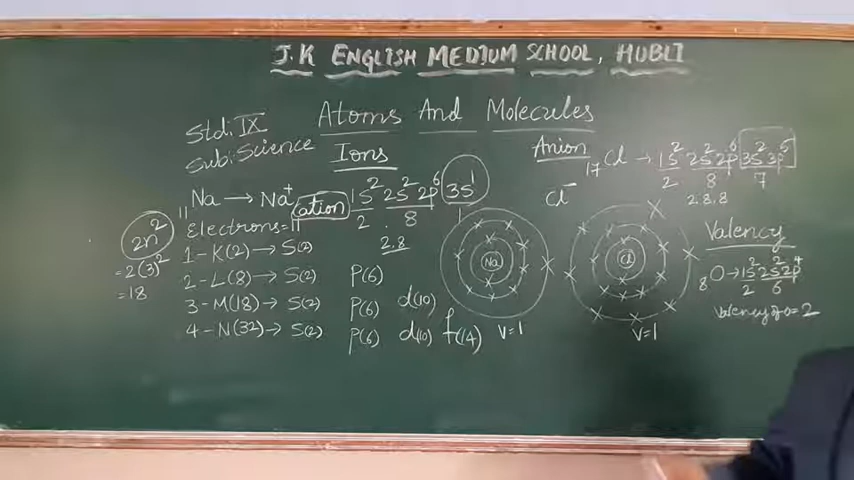 J.K ENGLISH MEDIUM SCHOOL, HUBLI
Std: IX
Sub: Science
Atoms And Molecules
Ions
₁₁Na → Na⁺
Cation
1S² 2S² 2P⁶ 3S¹
2 8 1
2.8
Electrons=11
2n²
=2(3)²
=18
1-K(2) → S(2)
2-L(8) → S(2) P(6)
3-M(18) → S(2) P(6) d(10)
4-N(32) → S(2) P(6) d(10) f(14)
Na
V=1
Anion
₁₇Cl → 1S² 2S² 2P⁶ 3S² 3P⁵
2 8 7
Cl⁻
2.8.8
Cl
V=1
Valency
₈O → 1S² 2S² 2P⁴
2 6
Valency of O = 2